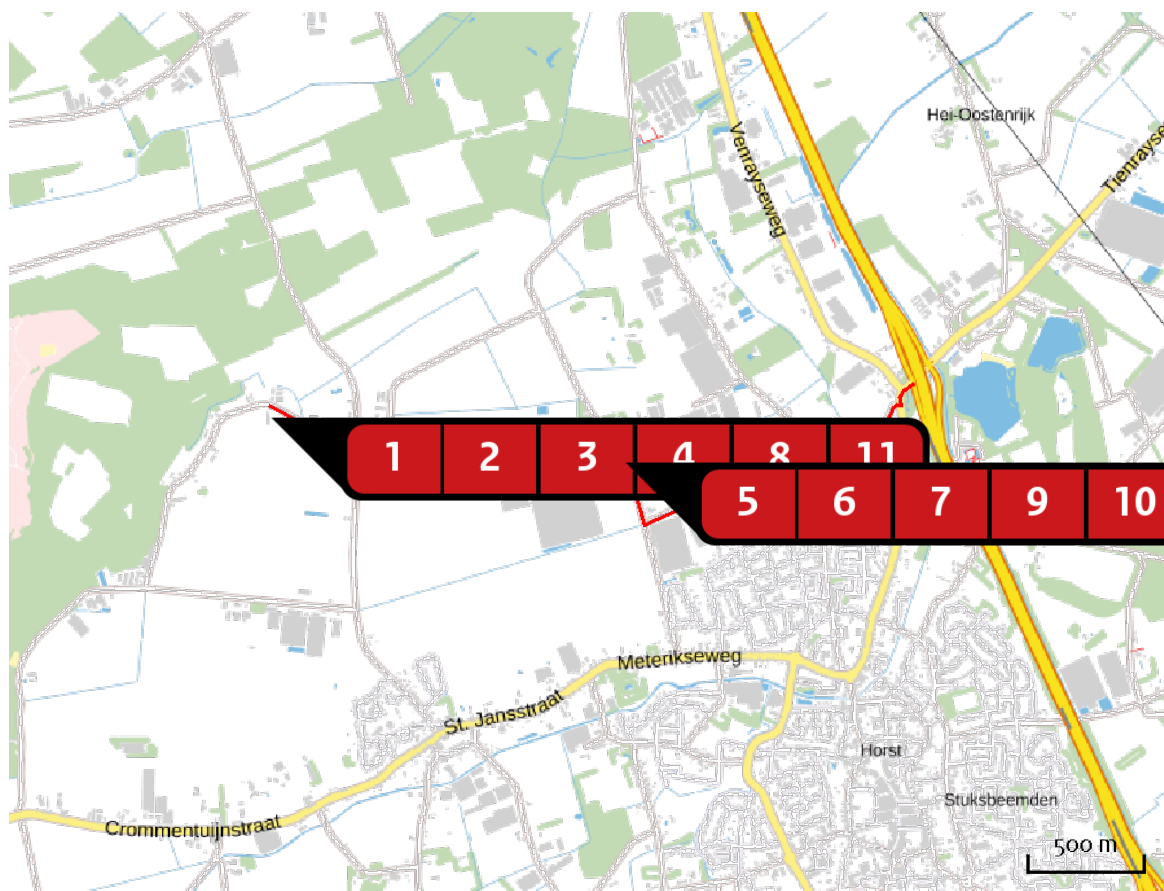 Hei-Oostenrijk
Venrayseweg
Tienrayse
1 2 3 4 8 11
5 6 7 9 10
Meterikseweg
St. Jansstraat
Horst
Stuksbeemden
Crommentuijnstraat
500 m